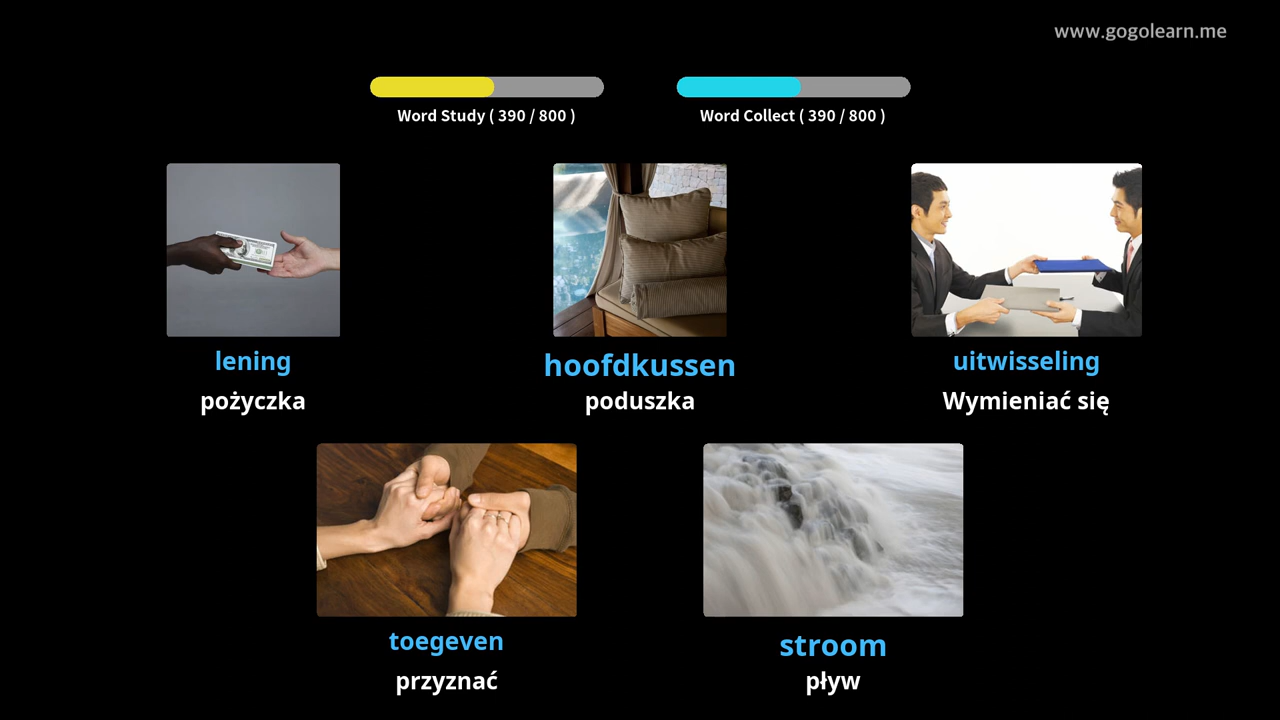 www.gogolearn.me
Word Study ( 390 / 800 )
Word Collect ( 390 / 800 )
lening
pożyczka
hoofdkussen
poduszka
uitwisseling
Wymieniać się
toegeven
przyznać
stroom
pływ